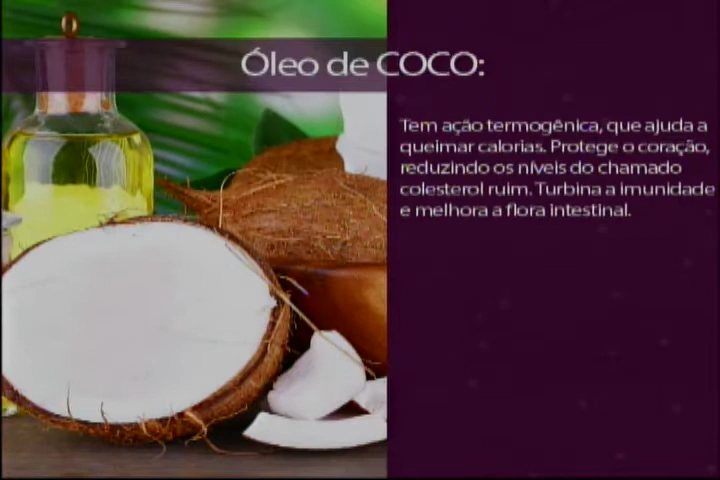 Óleo de COCO:
Tem ação termogênica, que ajuda a
queimar calorias. Protege o coração,
reduzindo os níveis do chamado
colesterol ruim. Turbina a imunidade
e melhora a flora intestinal.